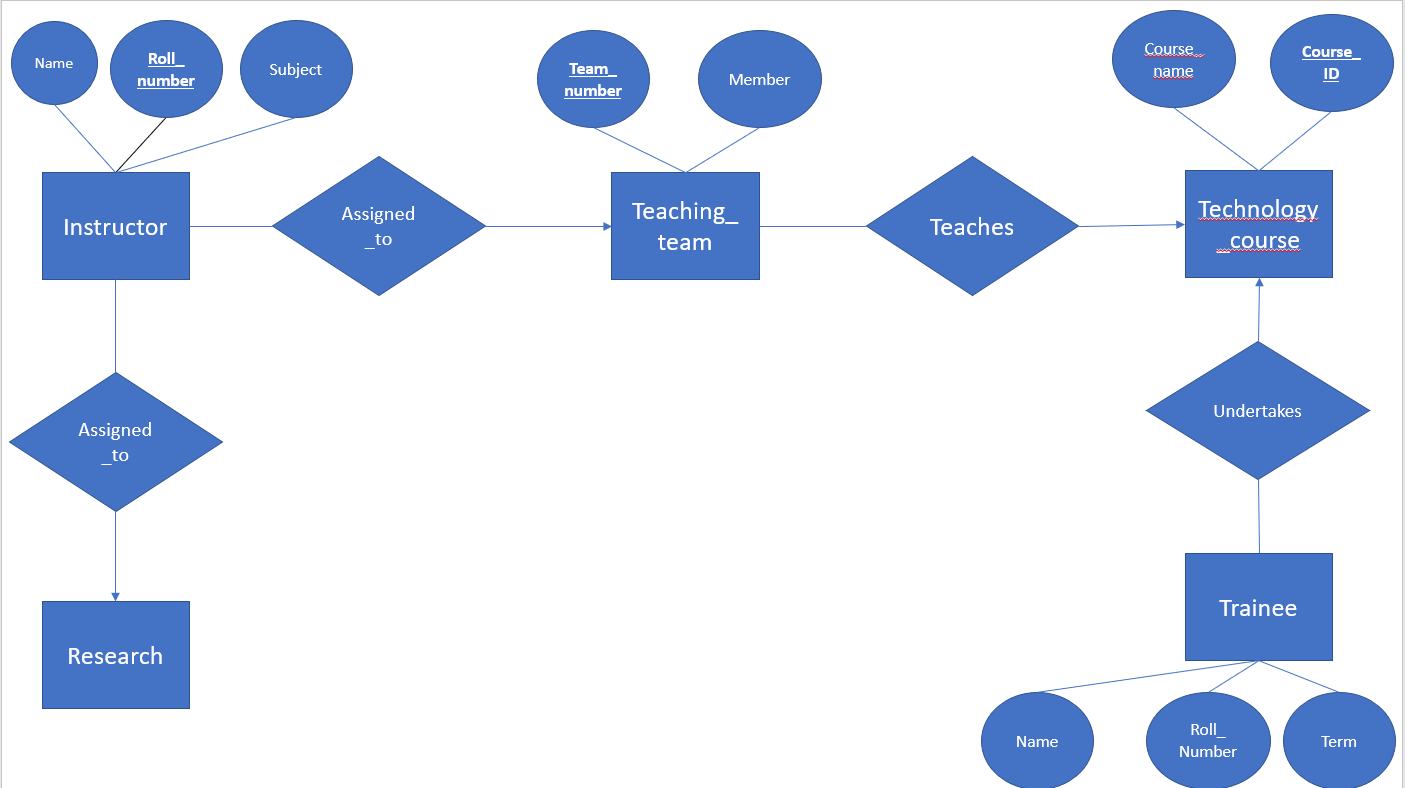 Name
Roll_
number
Subject
Team_
number
Member
Course_
name
Course_
ID
Instructor
Assigned
_to
Teaching_
team
Teaches
Technology
_course
Assigned
_to
Undertakes
Research
Trainee
Name
Roll_
Number
Term